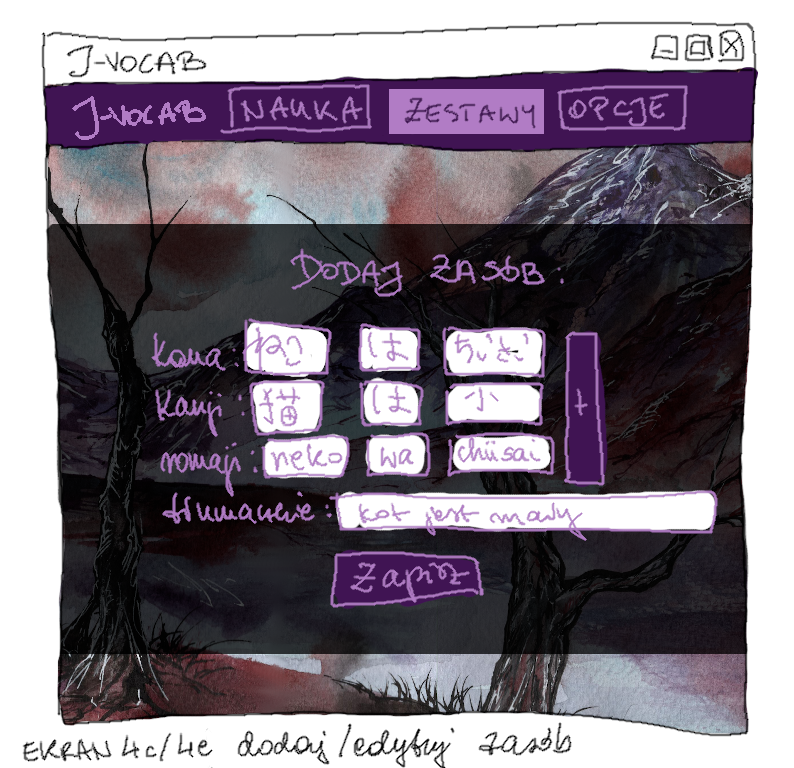 J-VOCAB
J-VOCAB NAUKA ZESTAWY OPCJE
DODAJ ZASÓB:
kana: ねこ は ちいさい
kanji: 猫 は 小
romaji: neko wa chiisai +
tłumaczenie: kot jest mały
Zapisz
EKRAN 4c/4e dodaj/edytuj zasób